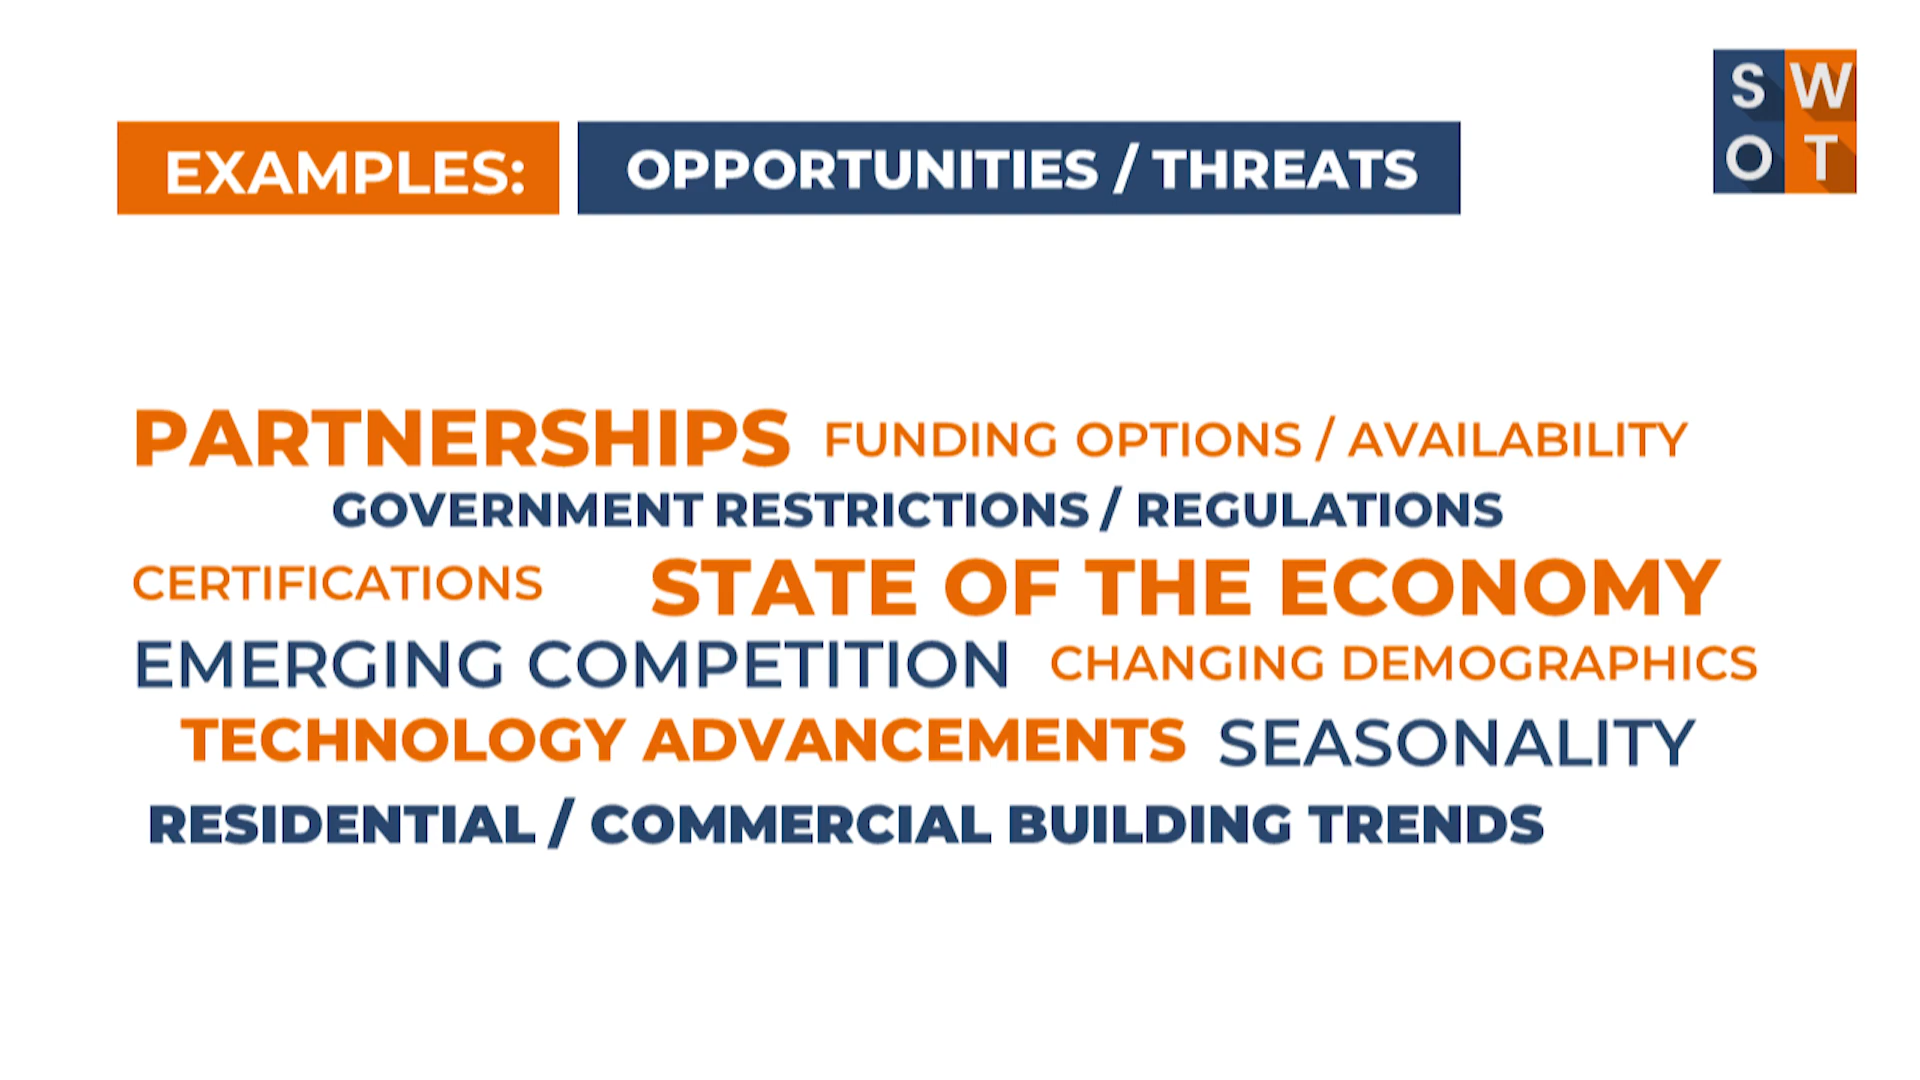 EXAMPLES: OPPORTUNITIES / THREATS
S W
O T
PARTNERSHIPS FUNDING OPTIONS / AVAILABILITY
GOVERNMENT RESTRICTIONS / REGULATIONS
CERTIFICATIONS STATE OF THE ECONOMY
EMERGING COMPETITION CHANGING DEMOGRAPHICS
TECHNOLOGY ADVANCEMENTS SEASONALITY
RESIDENTIAL / COMMERCIAL BUILDING TRENDS